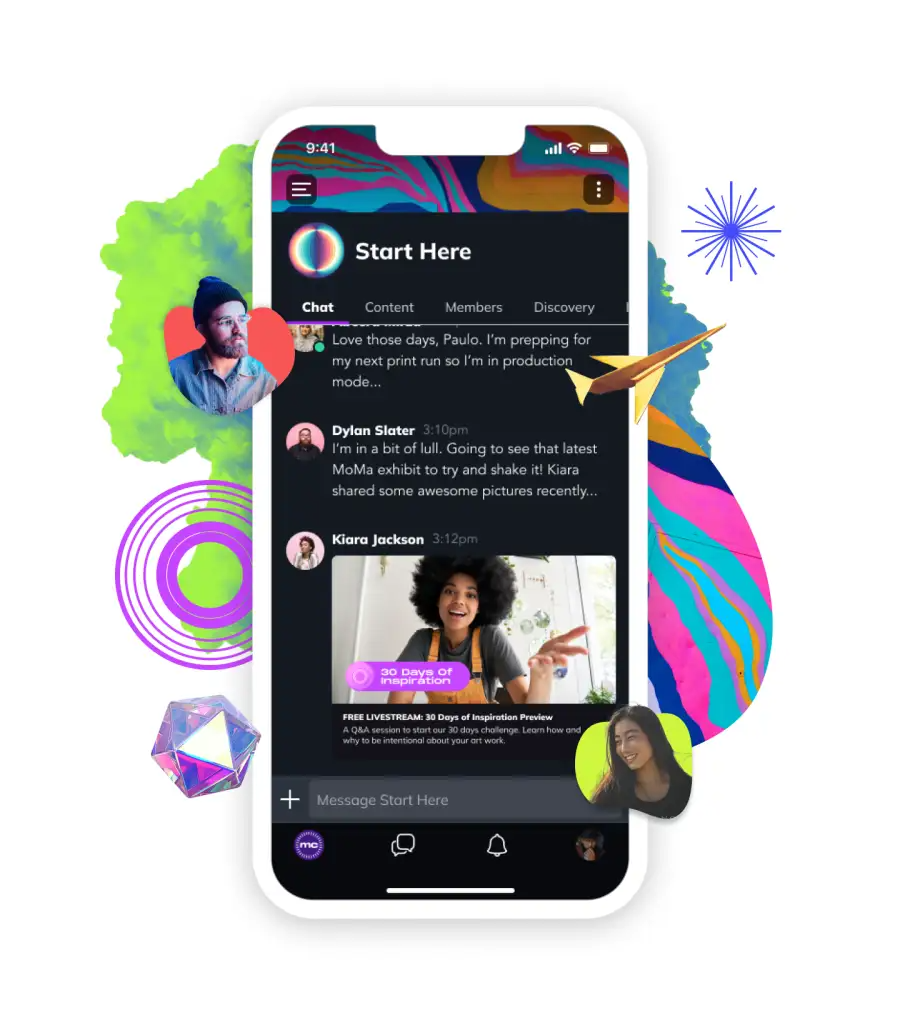 9:41
Start Here
Chat Content Members Discovery
Love those days, Paulo. I’m prepping for
my next print run so I’m in production
mode...
Dylan Slater 3:10pm
I’m in a bit of lull. Going to see that latest
MoMa exhibit to try and shake it! Kiara
shared some awesome pictures recently...
Kiara Jackson 3:12pm
30 Days Of
Inspiration
FREE LIVESTREAM: 30 Days of Inspiration Preview
A Q&A session to start our 30 days challenge. Learn how and
why to be intentional about your art work.
Message Start Here
mc